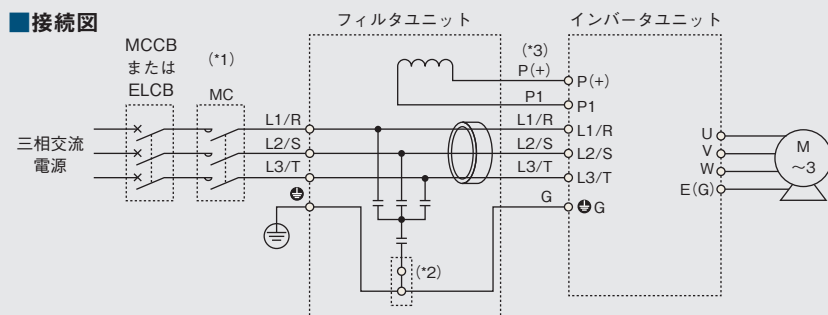 ■接続図
フィルタユニット
インバータユニット
MCCB
または
ELCB
(*1)
MC
(*3)
P(+)
P(+)
P1
P1
三相交流
電源
L1/R
L1/R
L1/R
L2/S
L2/S
L2/S
L3/T
L3/T
L3/T
G
G
(*2)
U
V
W
E(G)
M
～3